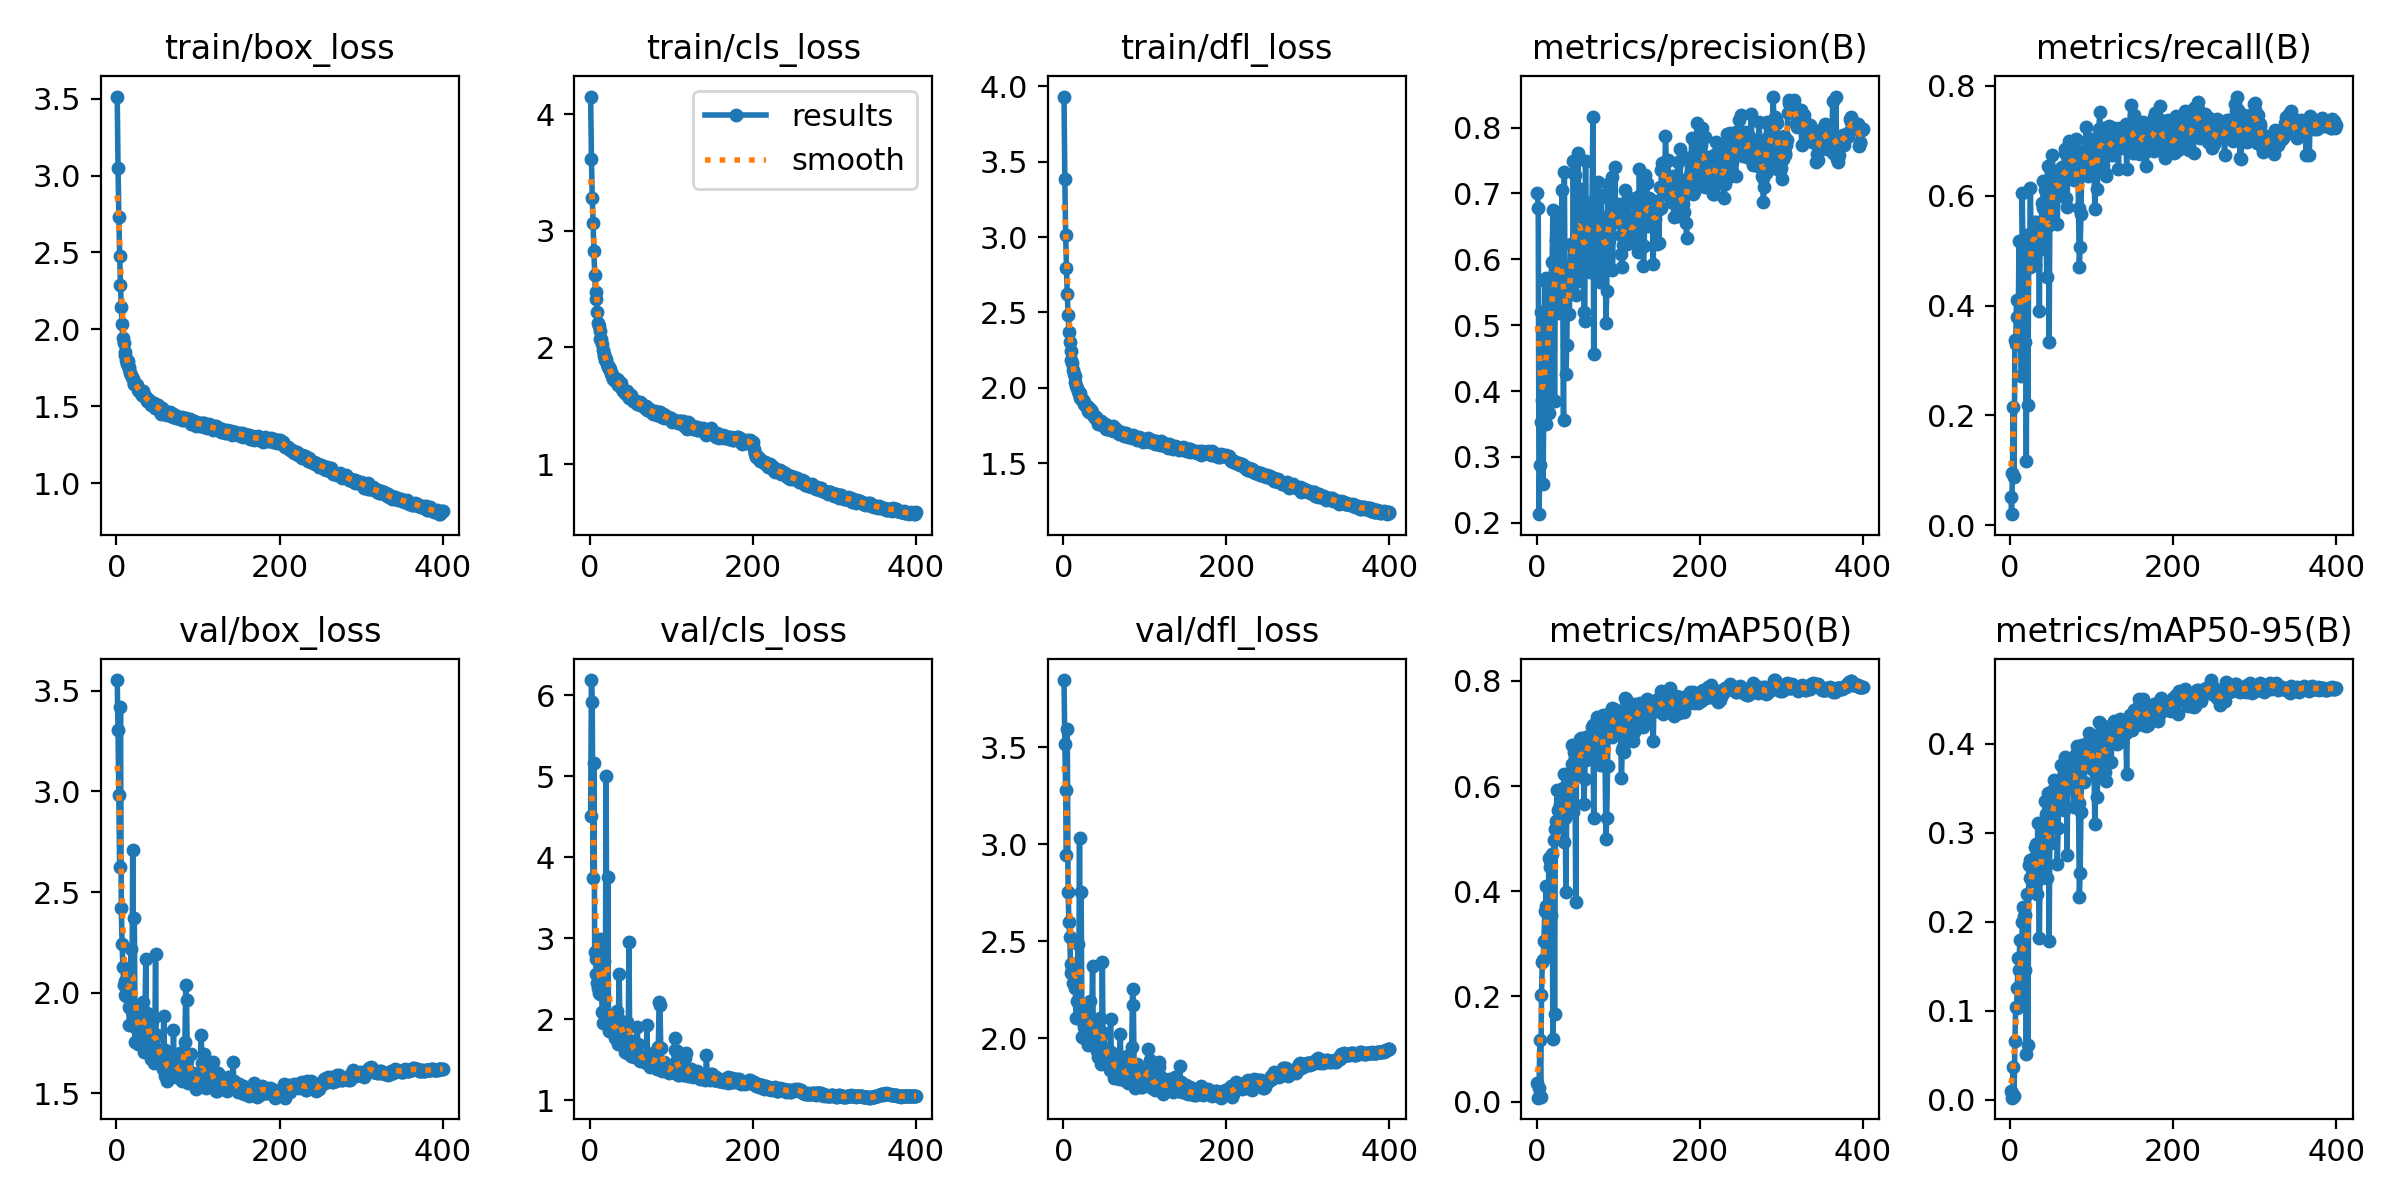 train/box_loss
3.5
3.0
2.5
2.0
1.5
1.0
0 200 400
train/cls_loss
results
smooth
4
3
2
1
0 200 400
train/dfl_loss
4.0
3.5
3.0
2.5
2.0
1.5
0 200 400
metrics/precision(B)
0.8
0.7
0.6
0.5
0.4
0.3
0.2
0 200 400
metrics/recall(B)
0.8
0.6
0.4
0.2
0.0
0 200 400
val/box_loss
3.5
3.0
2.5
2.0
1.5
0 200 400
val/cls_loss
6
5
4
3
2
1
0 200 400
val/dfl_loss
3.5
3.0
2.5
2.0
0 200 400
metrics/mAP50(B)
0.8
0.6
0.4
0.2
0.0
0 200 400
metrics/mAP50-95(B)
0.4
0.3
0.2
0.1
0.0
0 200 400